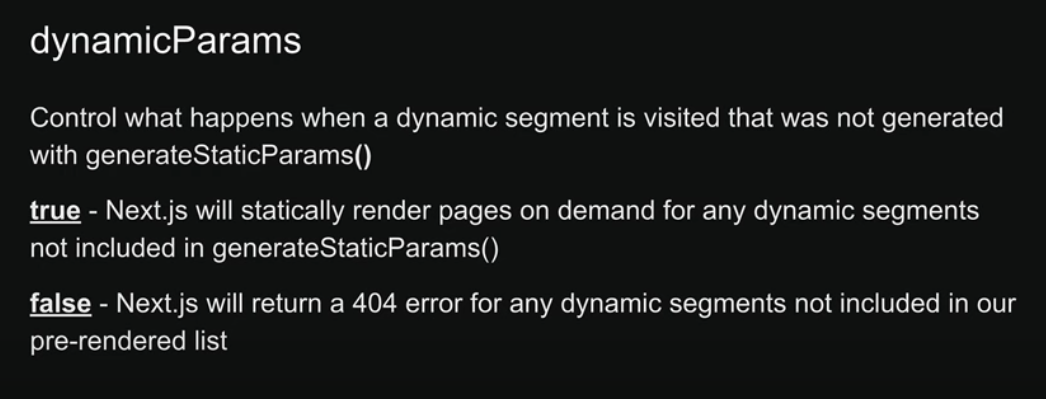 dynamicParams
Control what happens when a dynamic segment is visited that was not generated
with generateStaticParams()
true - Next.js will statically render pages on demand for any dynamic segments
not included in generateStaticParams()
false - Next.js will return a 404 error for any dynamic segments not included in our
pre-rendered list